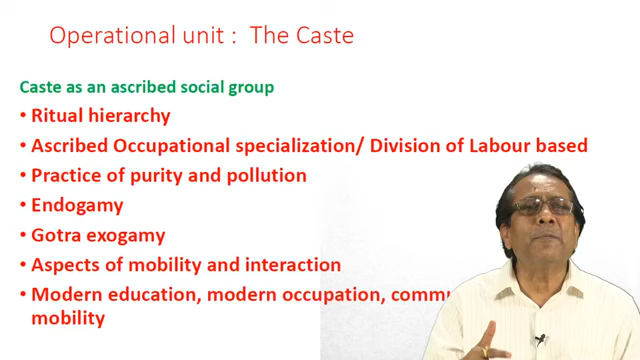 Operational unit : The Caste
Caste as an ascribed social group
• Ritual hierarchy
• Ascribed Occupational specialization/ Division of Labour based
• Practice of purity and pollution
• Endogamy
• Gotra exogamy
• Aspects of mobility and interaction
• Modern education, modern occupation,
mobility